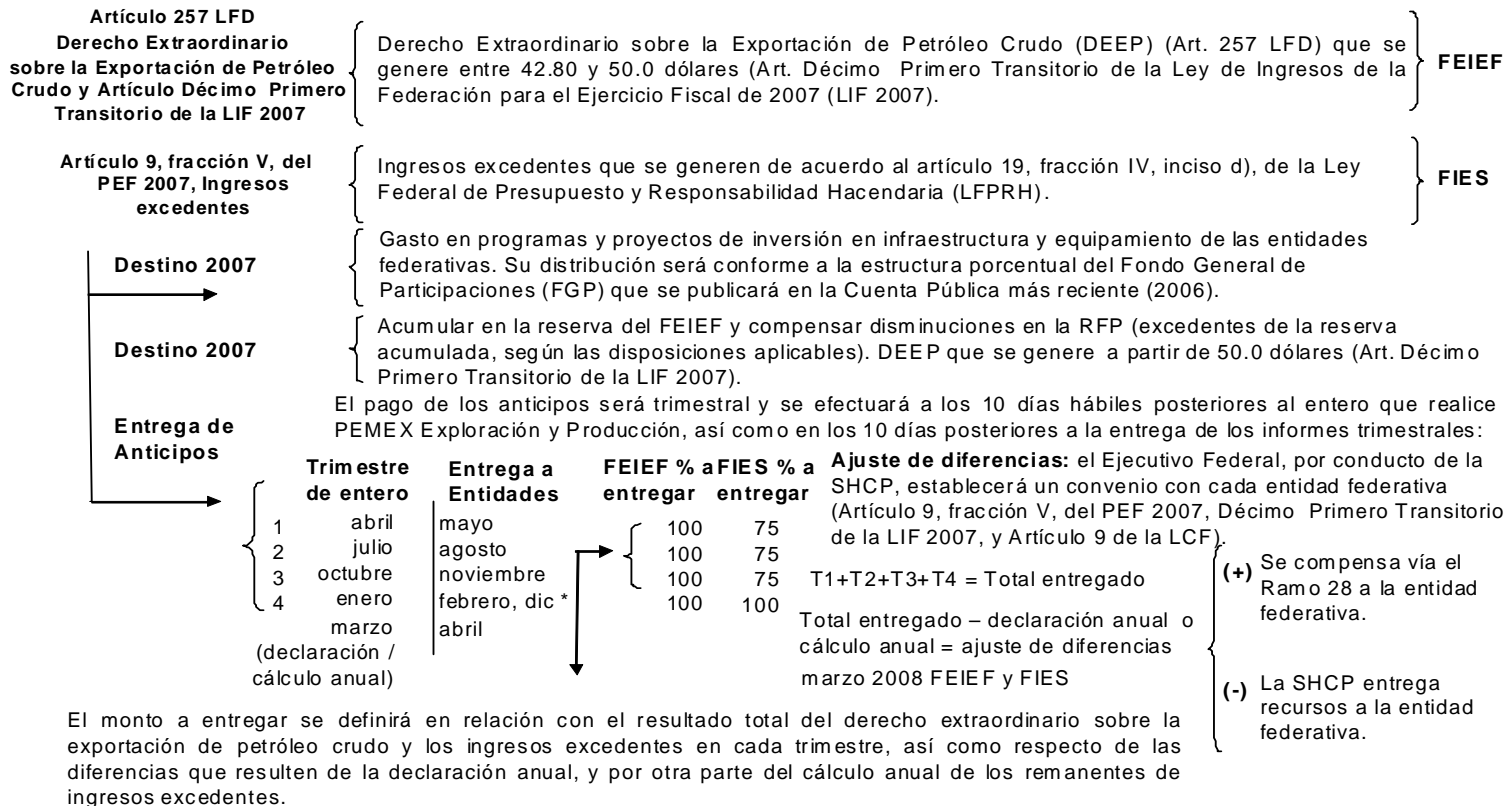 Artículo 257 LFD
Derecho Extraordinario
sobre la Exportación de Petróleo
Crudo y Artículo Décimo Primero
Transitorio de la LIF 2007
Derecho Extraordinario sobre la Exportación de Petróleo Crudo (DEEP) (Art. 257 LFD) que se
genere entre 42.80 y 50.0 dólares (Art. Décimo Primero Transitorio de la Ley de Ingresos de la
Federación para el Ejercicio Fiscal de 2007 (LIF 2007).
FEIEF
Artículo 9, fracción V, del
PEF 2007, Ingresos
excedentes
Ingresos excedentes que se generen de acuerdo al artículo 19, fracción IV, inciso d), de la Ley
Federal de Presupuesto y Responsabilidad Hacendaria (LFPRH).
FIES
Destino 2007
Gasto en programas y proyectos de inversión en infraestructura y equipamiento de las entidades
federativas. Su distribución será conforme a la estructura porcentual del Fondo General de
Participaciones (FGP) que se publicará en la Cuenta Pública más reciente (2006).
Destino 2007
Acumular en la reserva del FEIEF y compensar disminuciones en la RFP (excedentes de la reserva
acumulada, según las disposiciones aplicables). DEEP que se genere a partir de 50.0 dólares (Art. Décimo
Primero Transitorio de la LIF 2007).
Entrega de
Anticipos
El pago de los anticipos será trimestral y se efectuará a los 10 días hábiles posteriores al entero que realice
PEMEX Exploración y Producción, así como en los 10 días posteriores a la entrega de los informes trimestrales:
Trimestre de entero Entrega a Entidades FEIEF % a entregar FIES % a entregar
1 abril mayo 100 75
2 julio agosto 100 75
3 octubre noviembre 100 75
4 enero febrero, dic * 100 100
marzo abril
(declaración /
cálculo anual)
Ajuste de diferencias: el Ejecutivo Federal, por conducto de la
SHCP, establecerá un convenio con cada entidad federativa
(Artículo 9, fracción V, del PEF 2007, Décimo Primero Transitorio
de la LIF 2007, y Artículo 9 de la LCF).
T1+T2+T3+T4 = Total entregado
Total entregado – declaración anual o
cálculo anual = ajuste de diferencias
marzo 2008 FEIEF y FIES
(+) Se compensa vía el
Ramo 28 a la entidad
federativa.
(-) La SHCP entrega
recursos a la entidad
federativa.
El monto a entregar se definirá en relación con el resultado total del derecho extraordinario sobre la
exportación de petróleo crudo y los ingresos excedentes en cada trimestre, así como respecto de las
diferencias que resulten de la declaración anual, y por otra parte del cálculo anual de los remanentes de
ingresos excedentes.